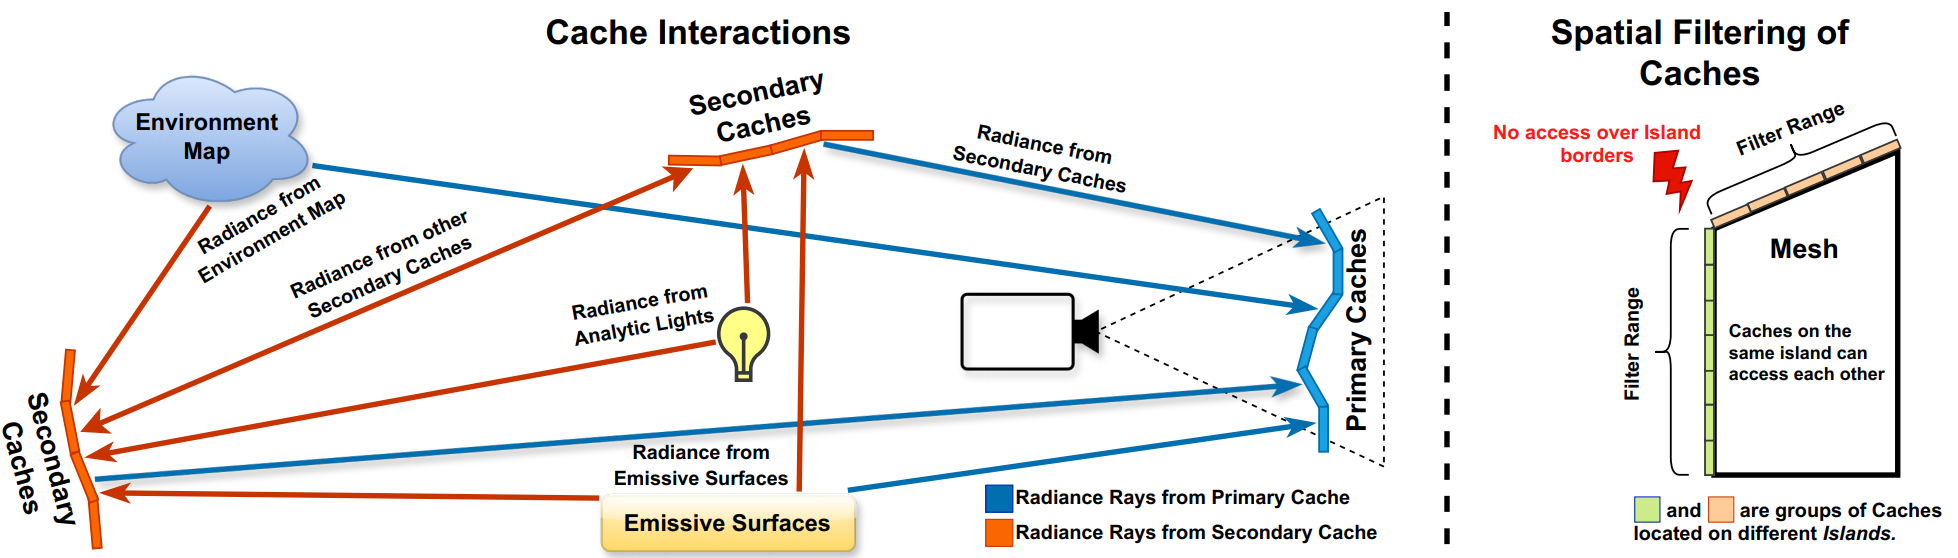 Cache Interactions
Environment
Map
Secondary
Caches
Radiance from
Secondary Caches
Radiance from
Environment Map
Radiance from other
Secondary Caches
Radiance from
Analytic Lights
Primary Caches
Secondary
Caches
Radiance from
Emissive Surfaces
Emissive Surfaces
Radiance Rays from Primary Cache
Radiance Rays from Secondary Cache
Spatial Filtering of
Caches
No access over Island
borders
Filter Range
Filter Range
Mesh
Caches on the
same island can
access each other
and are groups of Caches
located on different Islands.